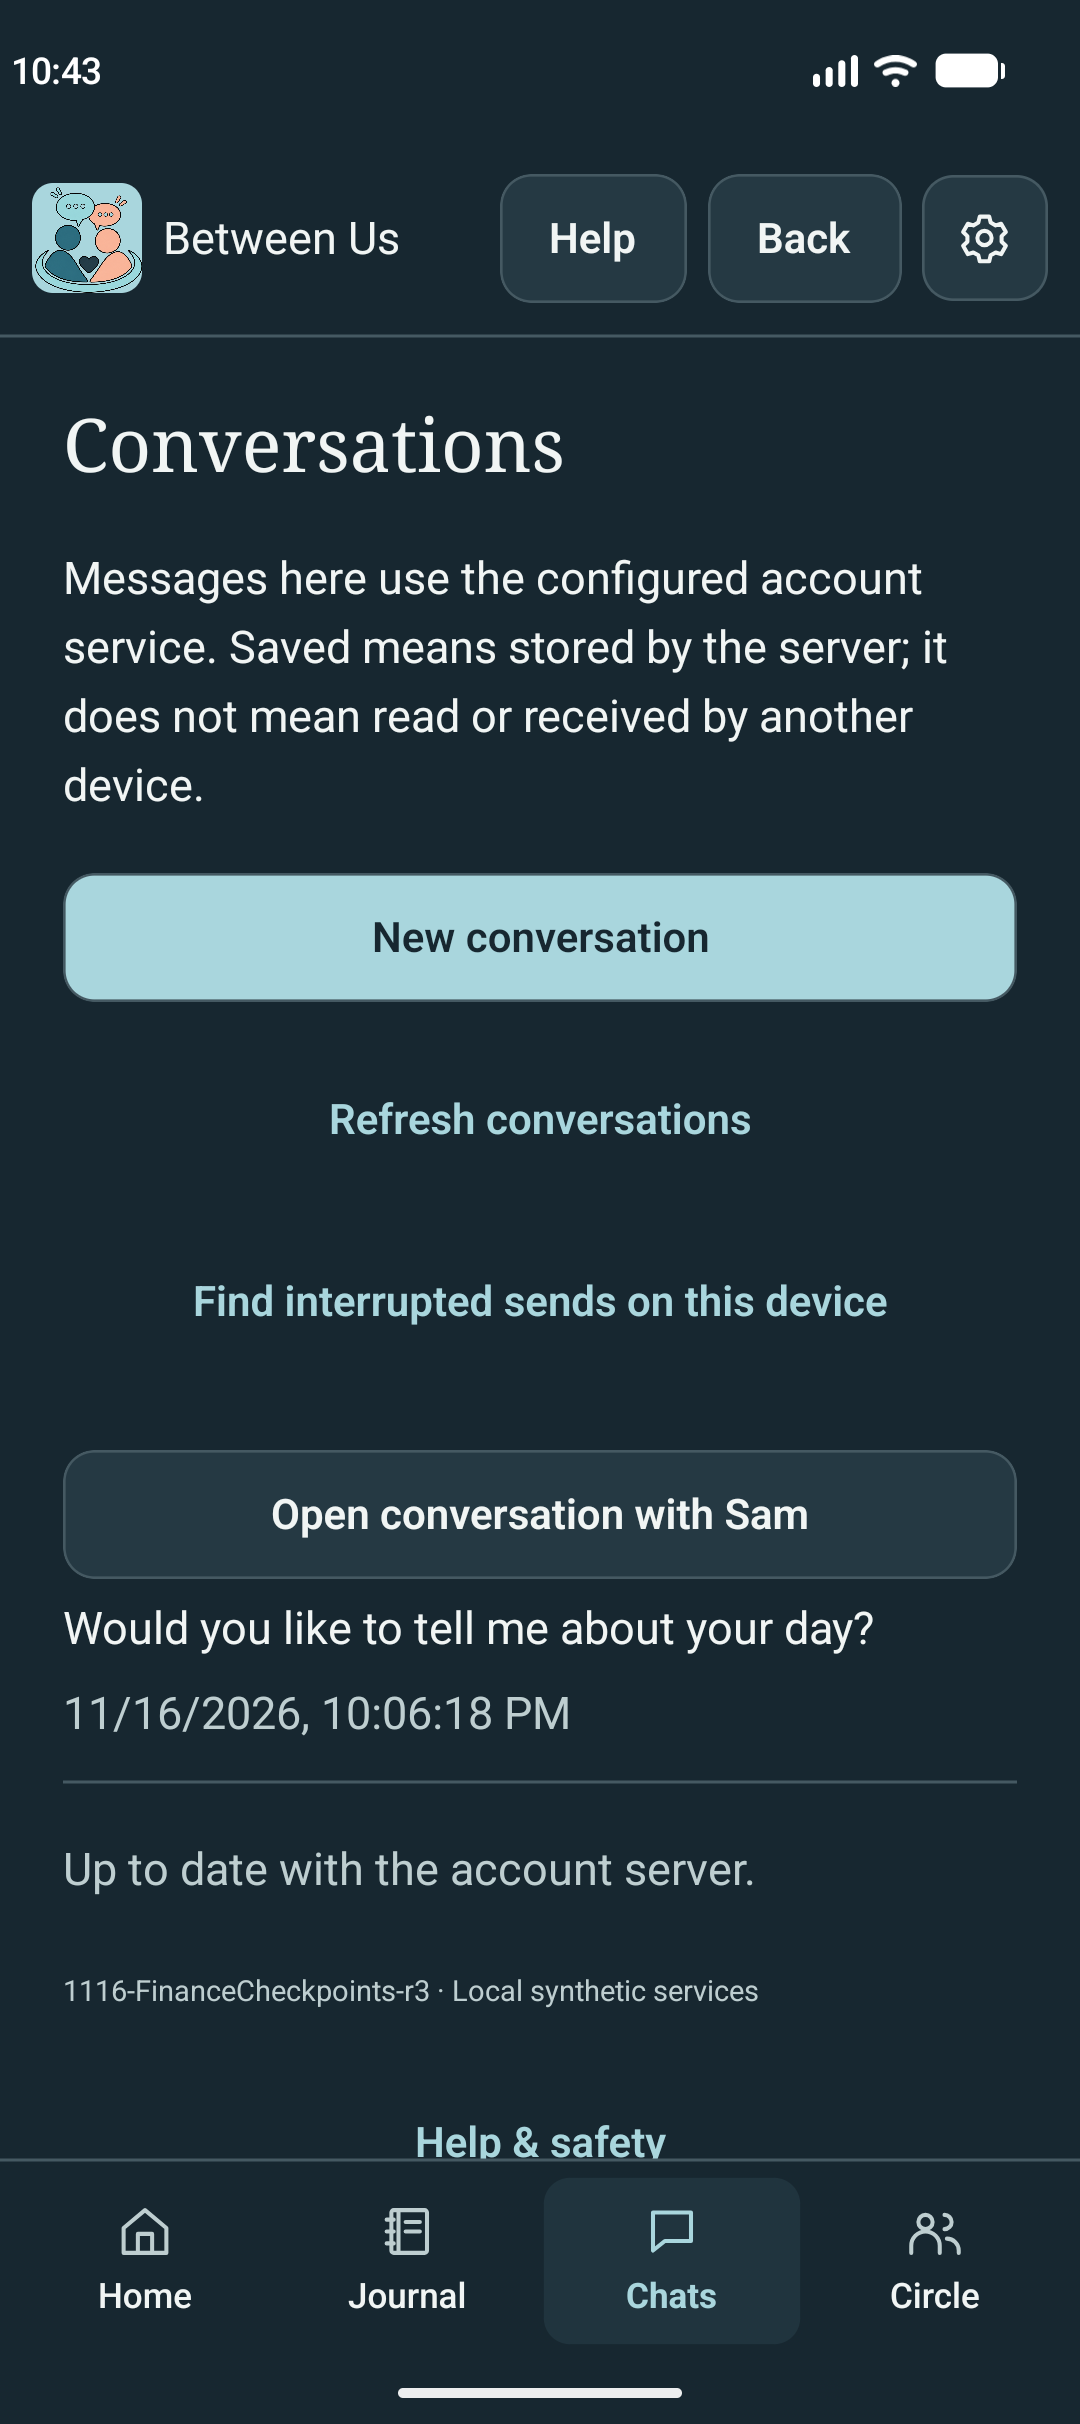 10:43
Between Us
Help
Back
Conversations
Messages here use the configured account
service. Saved means stored by the server; it
does not mean read or received by another
device.
New conversation
Refresh conversations
Find interrupted sends on this device
Open conversation with Sam
Would you like to tell me about your day?
11/16/2026, 10:06:18 PM
Up to date with the account server.
1116-FinanceCheckpoints-r3 · Local synthetic services
Help & safety
Home
Journal
Chats
Circle